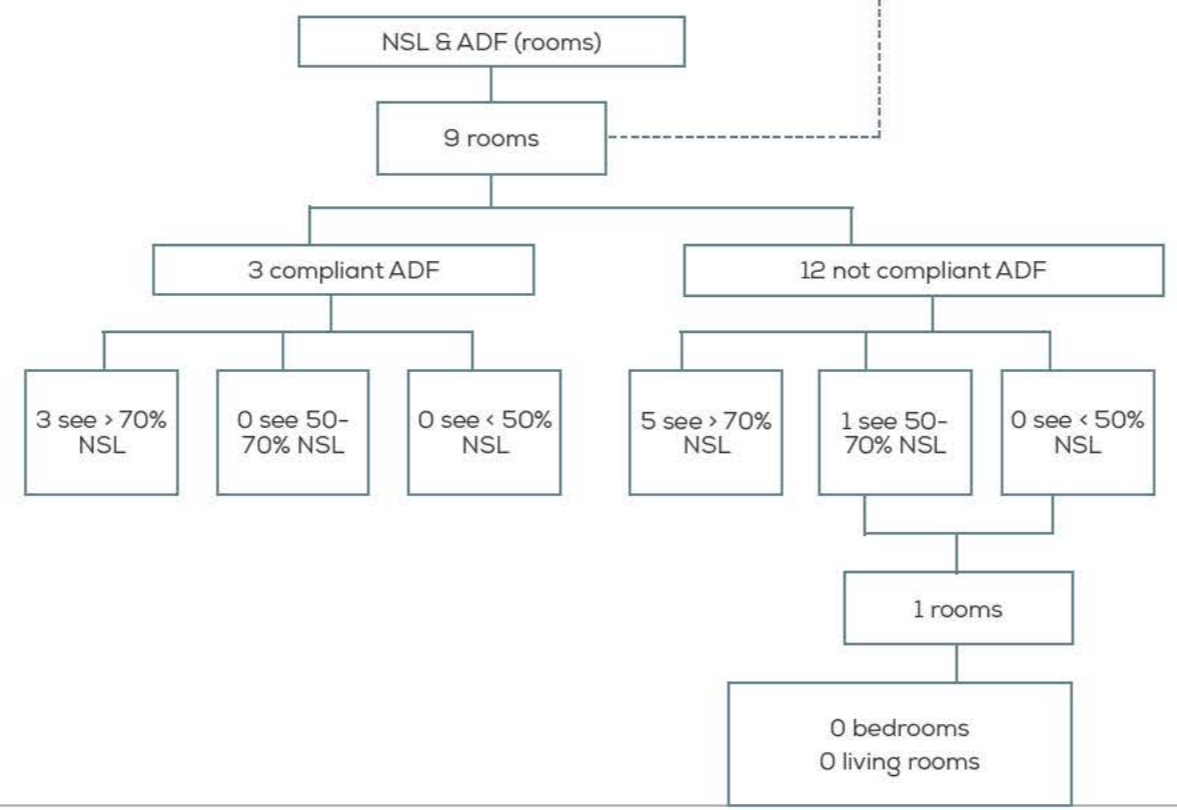 NSL & ADF (rooms)
9 rooms
3 compliant ADF
12 not compliant ADF
3 see > 70%
NSL
0 see 50-
70% NSL
0 see < 50%
NSL
5 see > 70%
NSL
1 see 50-
70% NSL
0 see < 50%
NSL
1 rooms
0 bedrooms
0 living rooms